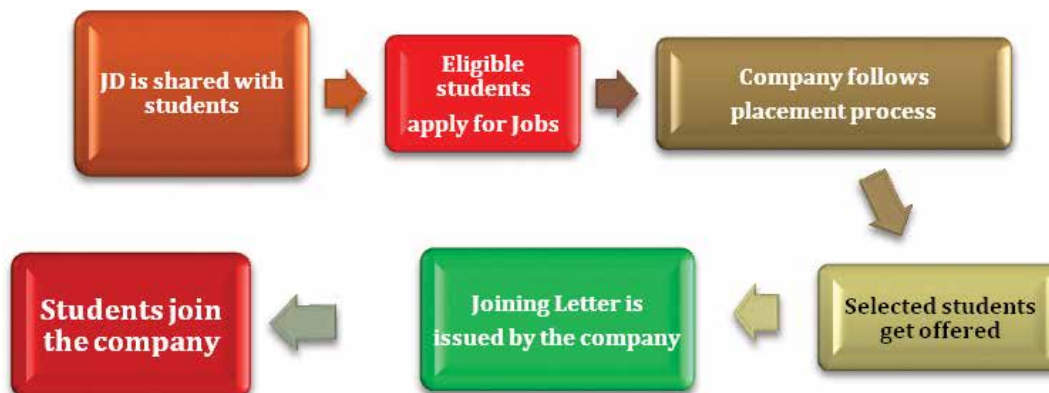 JD is shared with
students
Eligible
students
apply for Jobs
Company follows
placement process
Selected students
get offered
Joining Letter is
issued by the company
Students join
the company